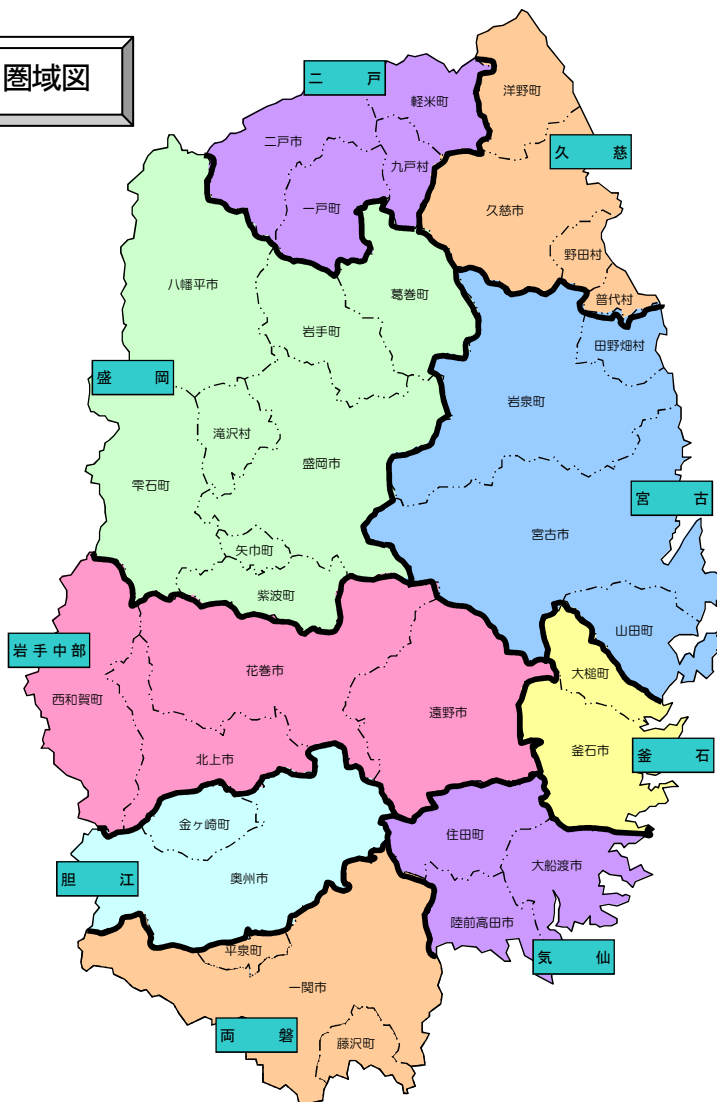 圏域図
二戸
軽米町
洋野町
二戸市
九戸村
久慈
一戸町
久慈市
野田村
八幡平市
葛巻町
普代村
岩手町
田野畑村
盛岡
岩泉町
滝沢村
盛岡市
雫石町
宮古
宮古市
矢巾町
紫波町
山田町
岩手中部
花巻市
大槌町
西和賀町
遠野市
北上市
釜石市
釜石
金ヶ崎町
住田町
胆江
奥州市
大船渡市
陸前高田市
平泉町
気仙
一関市
両磐
藤沢町